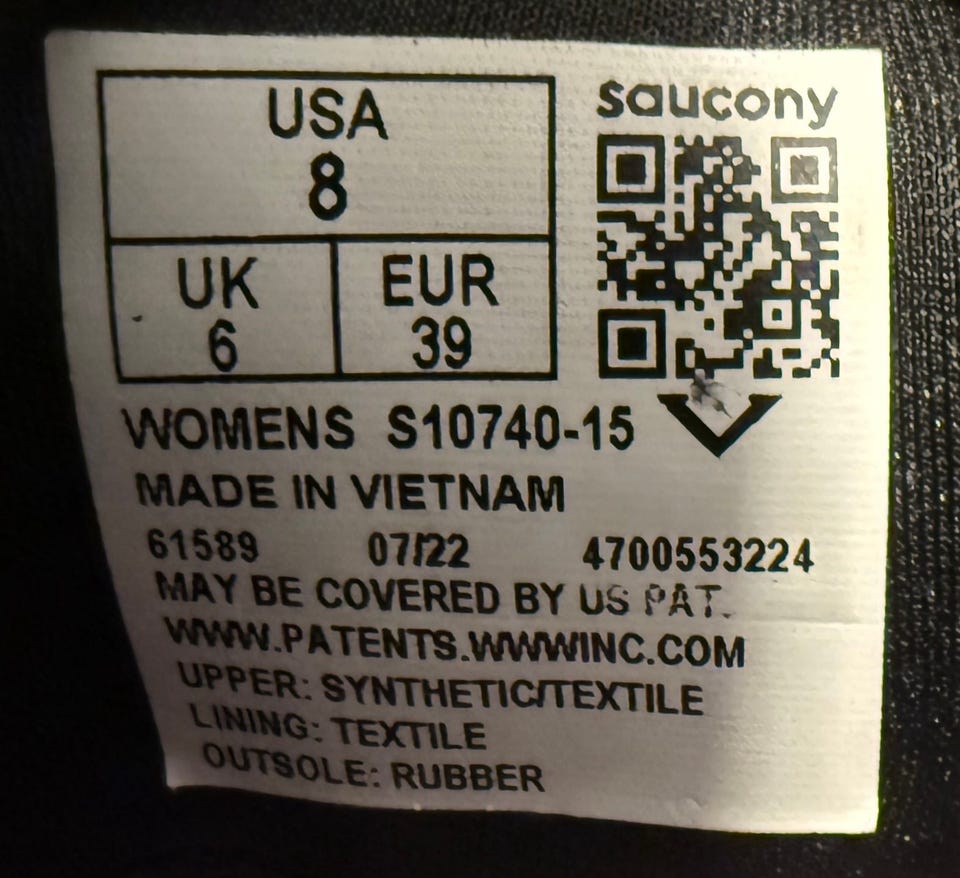 USA
8
UK
6
EUR
39
saucony
WOMENS S10740-15
MADE IN VIETNAM
61589 07/22 4700553224
MAY BE COVERED BY US PAT.
WWW.PATENTS.WWWINC.COM
UPPER: SYNTHETIC/TEXTILE
LINING: TEXTILE
OUTSOLE: RUBBER